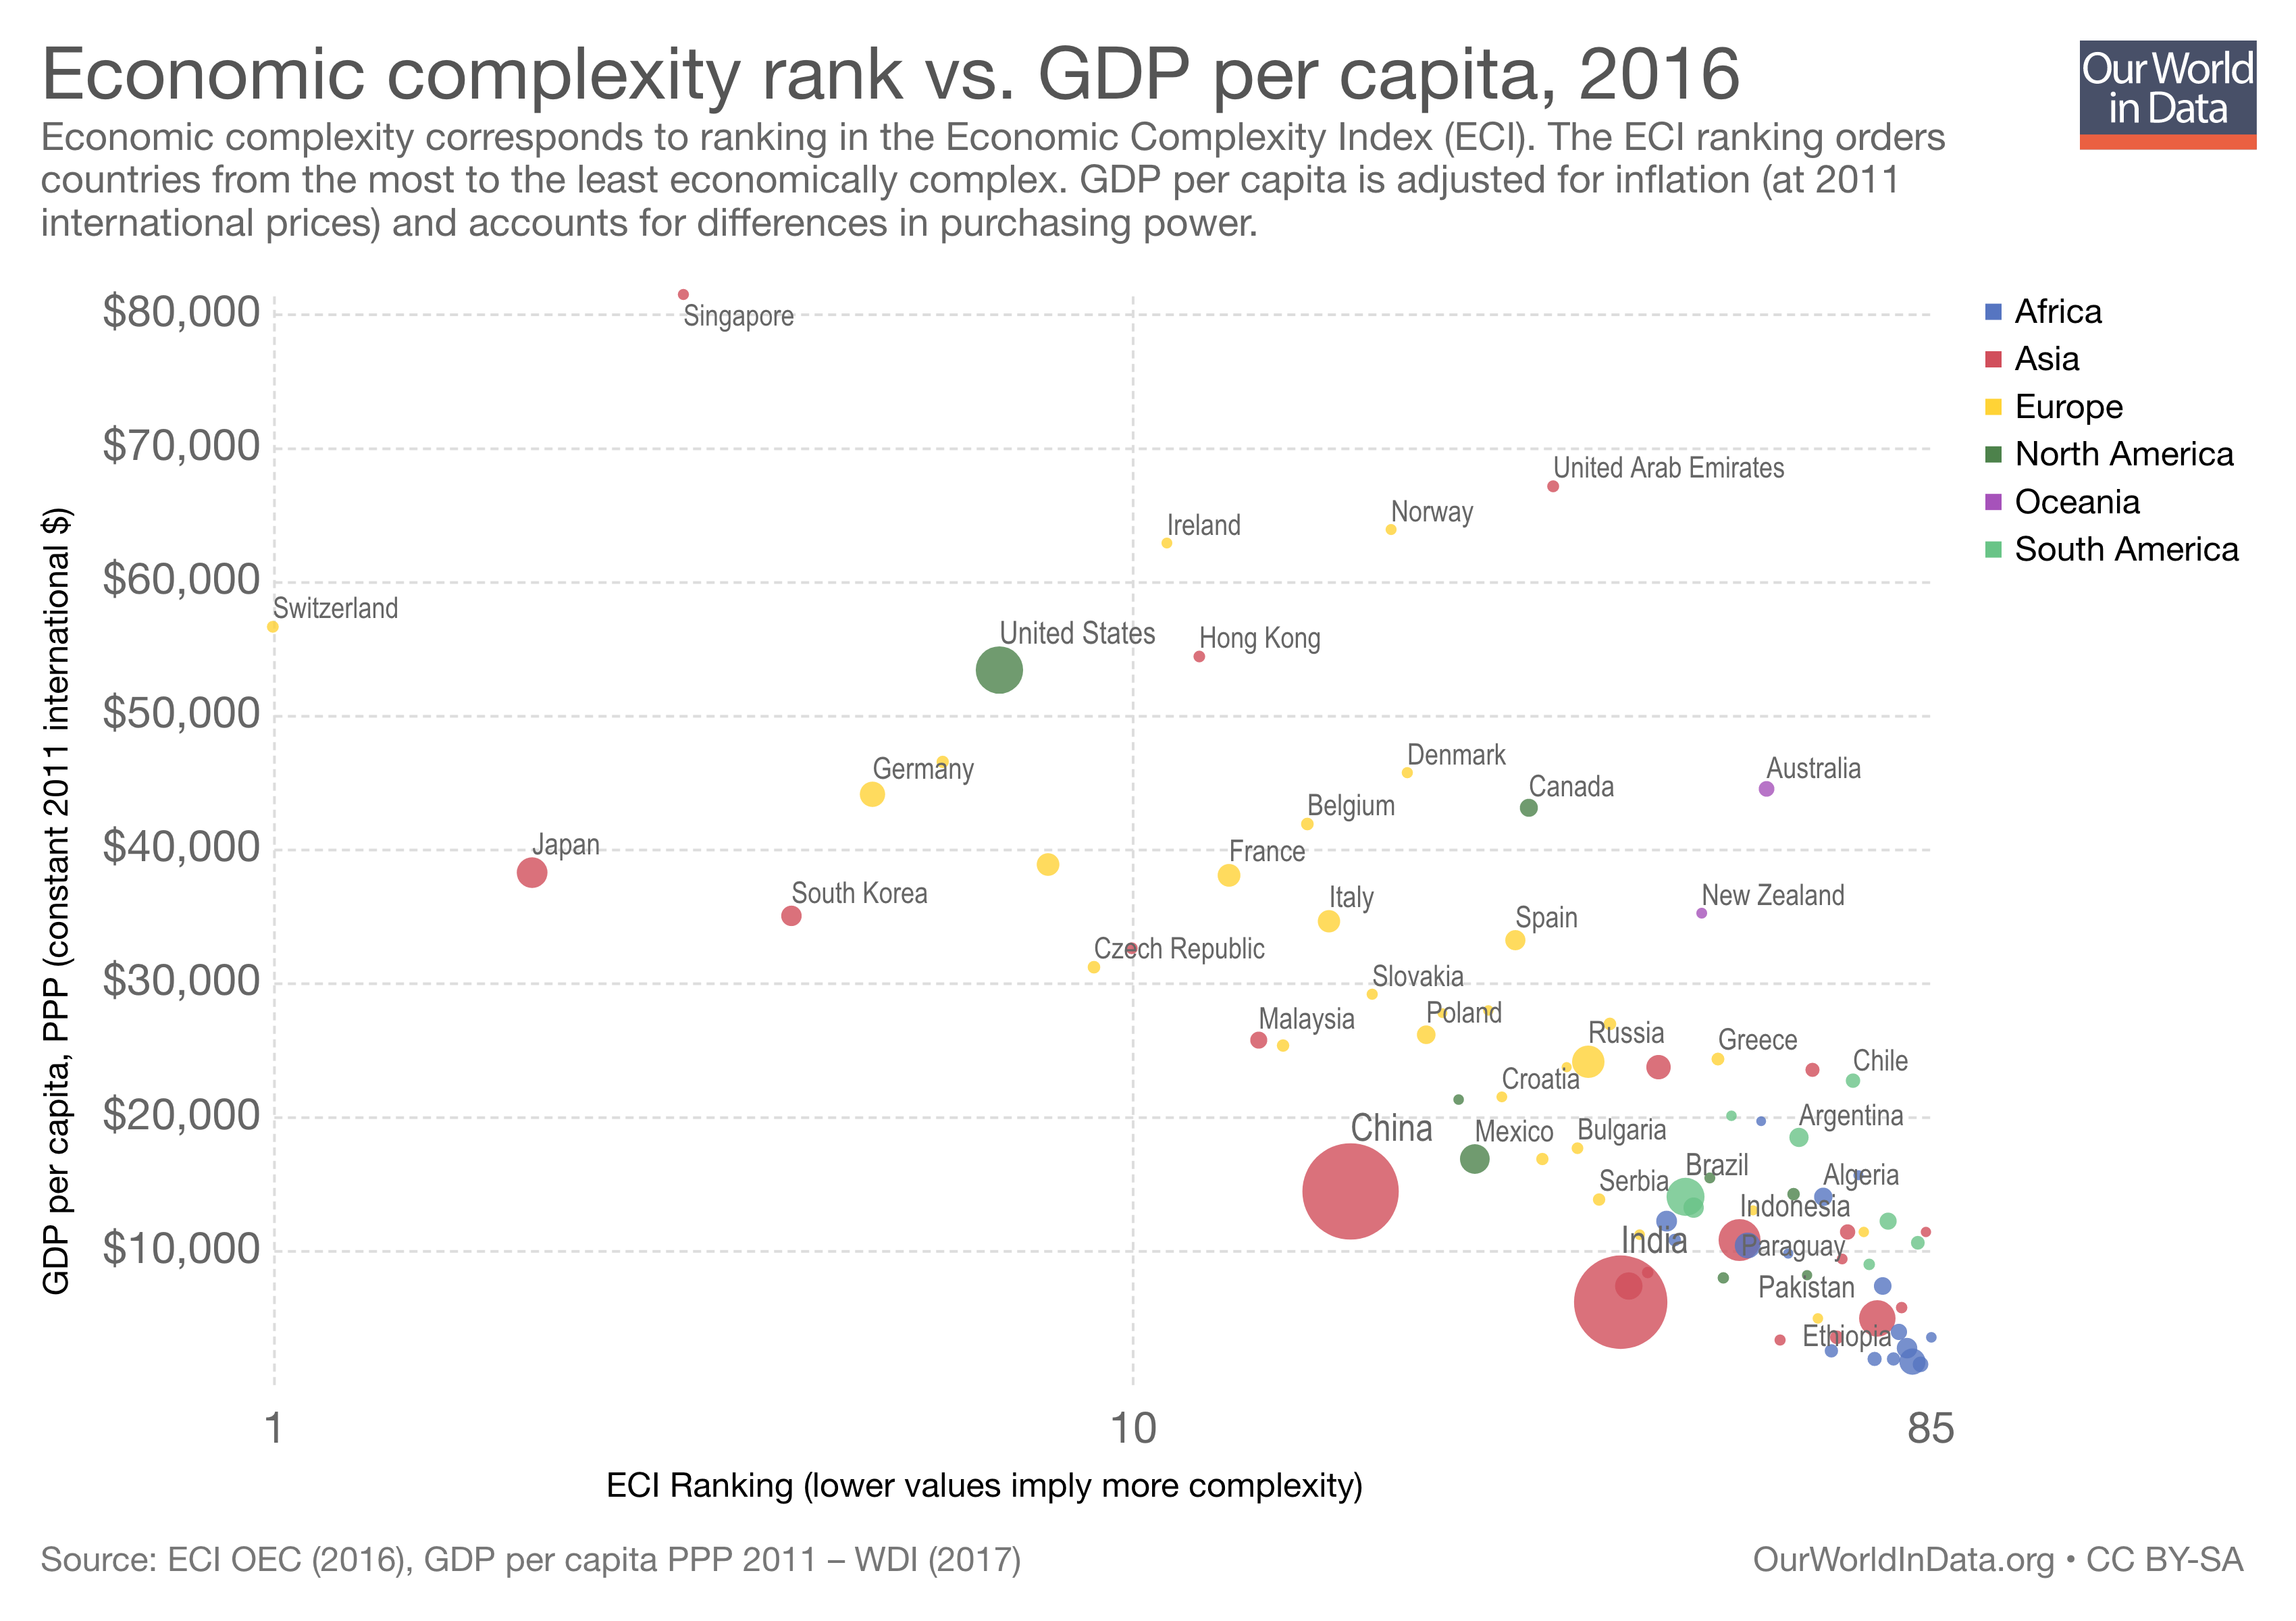 Economic complexity rank vs. GDP per capita, 2016
Our World
in Data
Economic complexity corresponds to ranking in the Economic Complexity Index (ECI). The ECI ranking orders
countries from the most to the least economically complex. GDP per capita is adjusted for inflation (at 2011
international prices) and accounts for differences in purchasing power.
$80,000
$70,000
$60,000
$50,000
$40,000
$30,000
$20,000
$10,000
GDP per capita, PPP (constant 2011 international $)
Singapore
United Arab Emirates
Norway
Ireland
Switzerland
United States
Hong Kong
Denmark
Germany
Australia
Canada
Belgium
Japan
France
South Korea
Italy
New Zealand
Spain
Czech Republic
Slovakia
Poland
Malaysia
Russia
Greece
Chile
Croatia
Argentina
China
Mexico
Bulgaria
Brazil
Algeria
Serbia
Indonesia
India
Paraguay
Pakistan
Ethiopia
Africa
Asia
Europe
North America
Oceania
South America
1
10
85
ECI Ranking (lower values imply more complexity)
Source: ECI OEC (2016), GDP per capita PPP 2011 – WDI (2017)
OurWorldInData.org • CC BY-SA